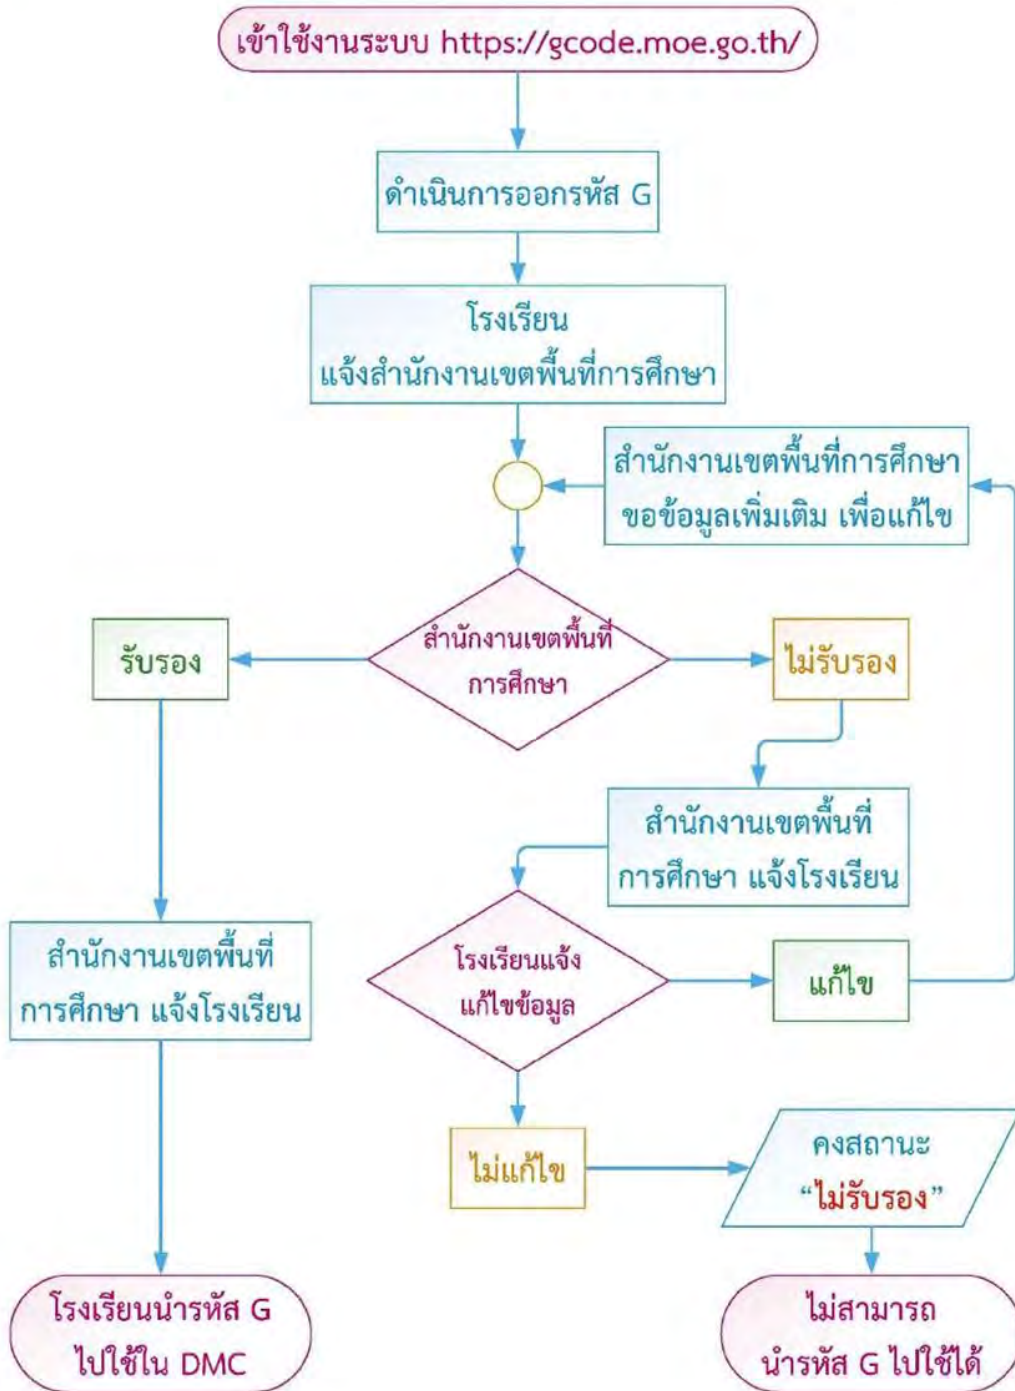 เข้าใช้งานระบบ https://gcode.moe.go.th/
ดำเนินการออกรหัส G
โรงเรียน
แจ้งสำนักงานเขตพื้นที่การศึกษา
สำนักงานเขตพื้นที่การศึกษา
ขอข้อมูลเพิ่มเติม เพื่อแก้ไข
สำนักงานเขตพื้นที่
การศึกษา
รับรอง
ไม่รับรอง
สำนักงานเขตพื้นที่
การศึกษา แจ้งโรงเรียน
สำนักงานเขตพื้นที่
การศึกษา แจ้งโรงเรียน
โรงเรียนแจ้ง
แก้ไขข้อมูล
แก้ไข
ไม่แก้ไข
คงสถานะ
“ไม่รับรอง”
โรงเรียนนำรหัส G
ไปใช้ใน DMC
ไม่สามารถ
นำรหัส G ไปใช้ได้